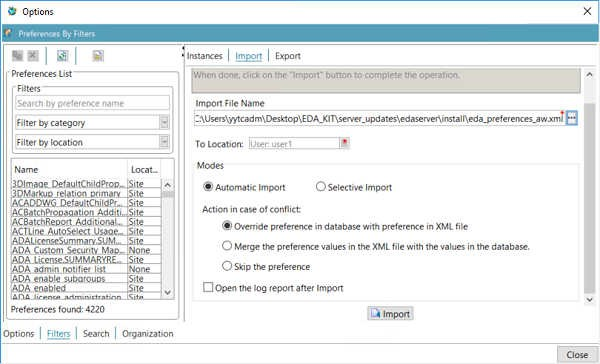 Options
Preferences By Filters
Preferences List
Filters
Search by preference name
Filter by category
Filter by location
Name Locat...
3DImage_DefaultChildProp... Site
3DMarkup_relation_primary Site
ACADDWG_DefaultChildP... Site
ACBatchPropagation_Additi... Site
ACBatchReport_Additional... Site
ACTLine_AutoSelect_Usage... Site
ADALicenseSummary.SUM... Site
ADA_Custom_Security_Map... None
ADA_License.SUMMARYRE... Site
ADA_admin_notifier_list None
ADA_enable_subgroups Site
ADA_enabled Site
ADA_license_administration Site
Preferences found: 4220
Options Filters Search Organization
Instances Import Export
When done, click on the "Import" button to complete the operation.
Import File Name
C:\Users\yytcadm\Desktop\EDA_KIT\server_updates\edaserver\install\eda_preferences_aw.xml
To Location: User: user1
Modes
Automatic Import Selective Import
Action in case of conflict:
Override preference in database with preference in XML file
Merge the preference values in the XML file with the values in the database.
Skip the preference
Open the log report after Import
Import
Close